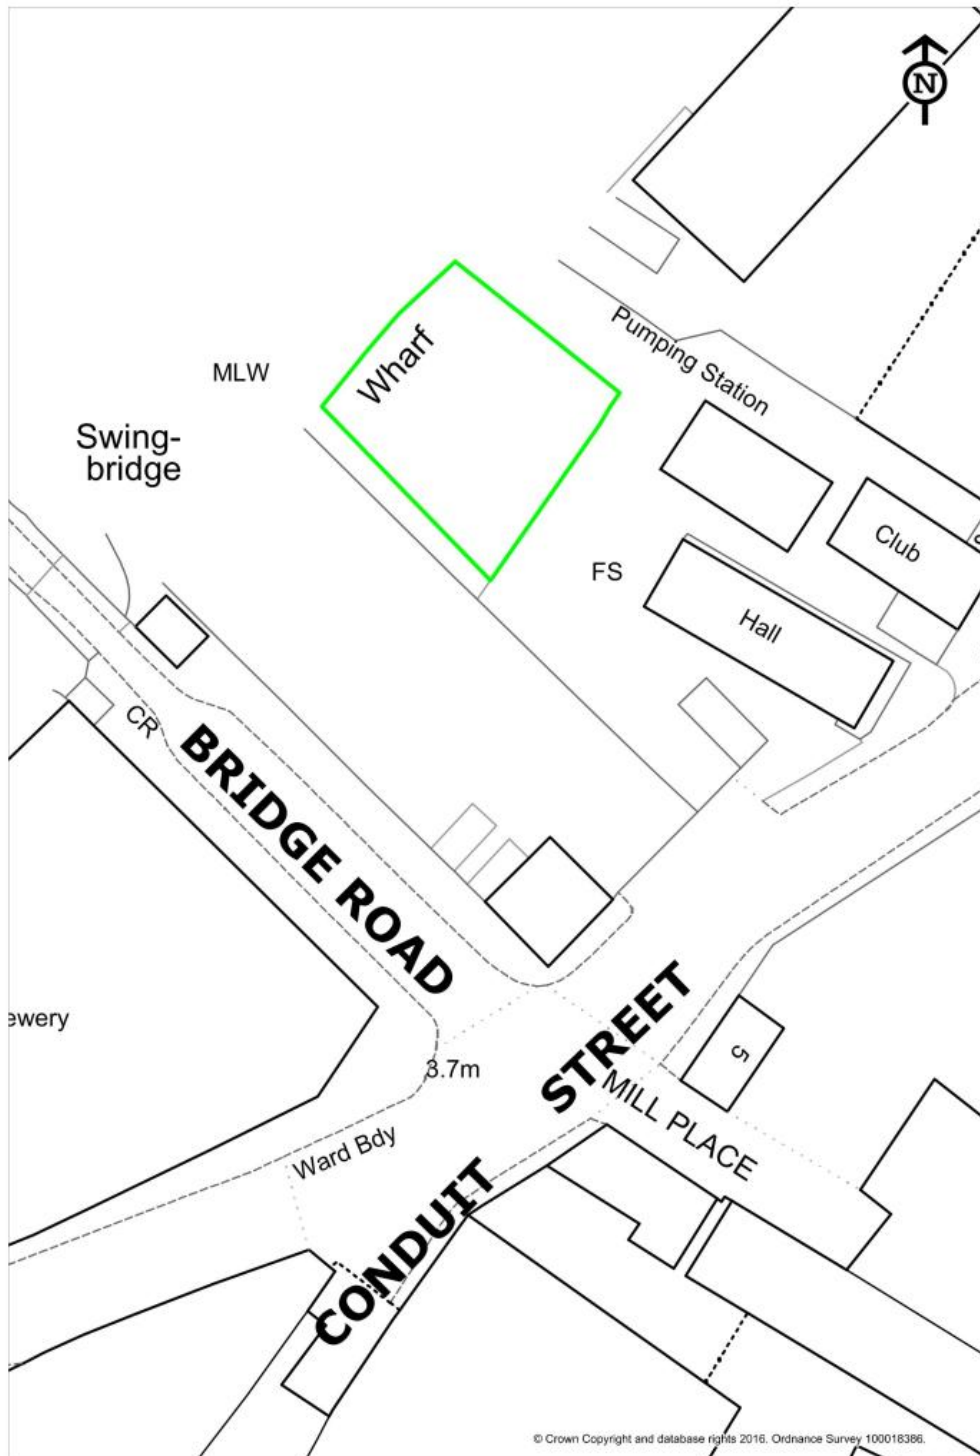 N
Wharf
Pumping Station
MLW
Swing-
bridge
Club
FS
Hall
CR
BRIDGE ROAD
ewery
STREET
5
3.7m
MILL PLACE
Ward Bdy
CONDUIT
© Crown Copyright and database rights 2016. Ordnance Survey 100018386.